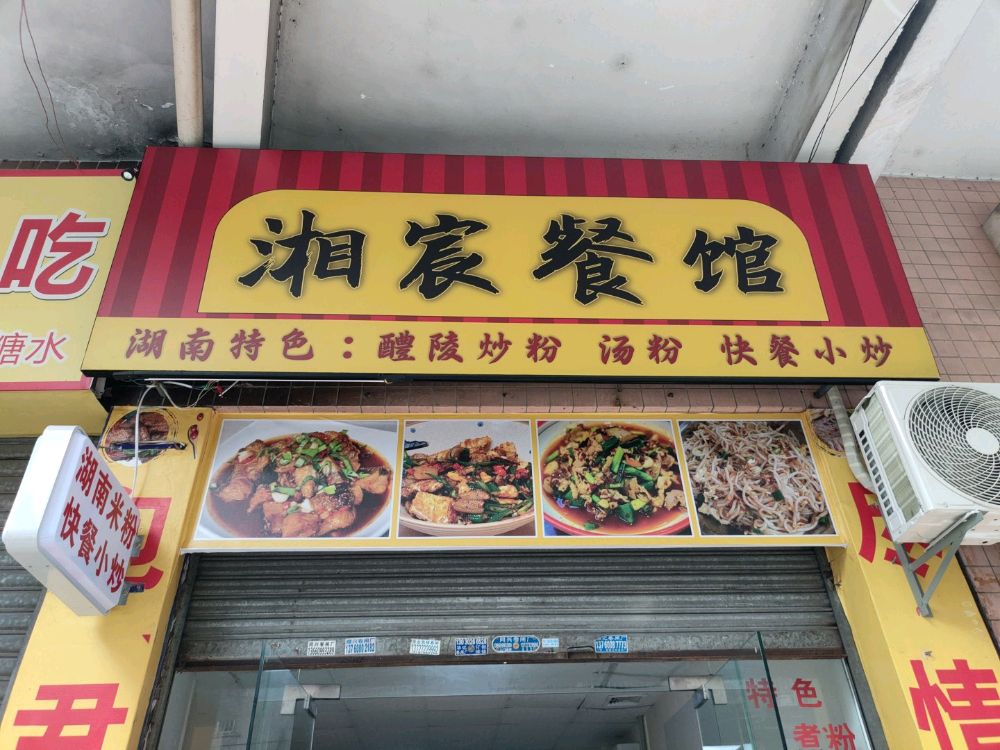 湘宸餐馆
湖南特色：醴陵炒粉 汤粉 快餐小炒
吃
糖水
湖南米粉
快餐小炒
情
特色
煮粉